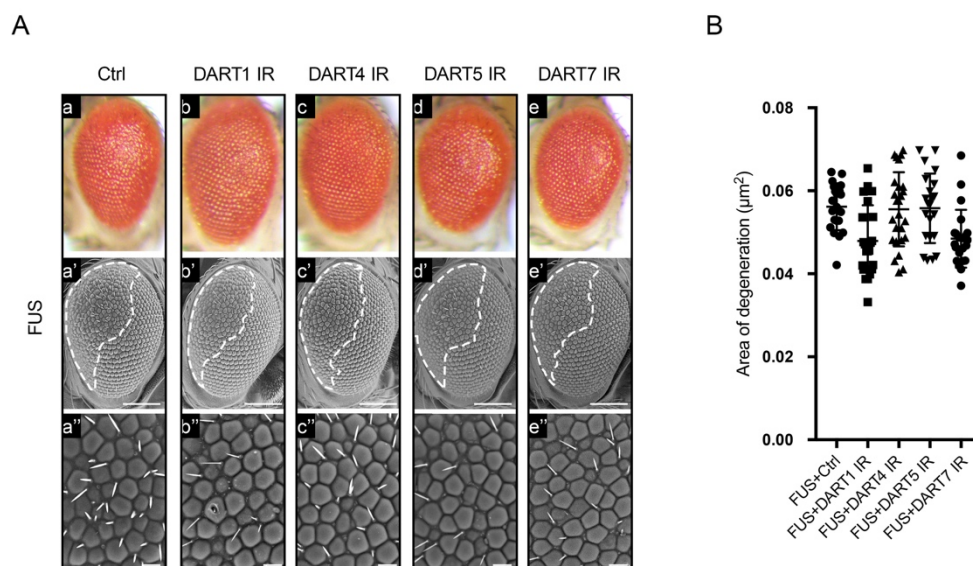 A
B
Ctrl DART1 IR DART4 IR DART5 IR DART7 IR
a b c d e
a' b' c' d' e'
a" b" c" d" e"
FUS
Area of degeneration (μm²)
0.08
0.06
0.04
0.02
0.00
FUS+Ctrl
FUS+DART1 IR
FUS+DART4 IR
FUS+DART5 IR
FUS+DART7 IR